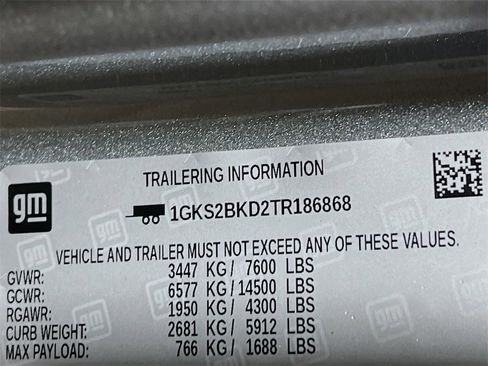 gm
TRAILERING INFORMATION
1GKS2BKD2TR186868
VEHICLE AND TRAILER MUST NOT EXCEED ANY OF THESE VALUES.
GVWR: 3447 KG/ 7600 LBS
GCWR: 6577 KG/14500 LBS
RGAWR: 1950 KG/ 4300 LBS
CURB WEIGHT: 2681 KG/ 5912 LBS
MAX PAYLOAD: 766 KG/ 1688 LBS